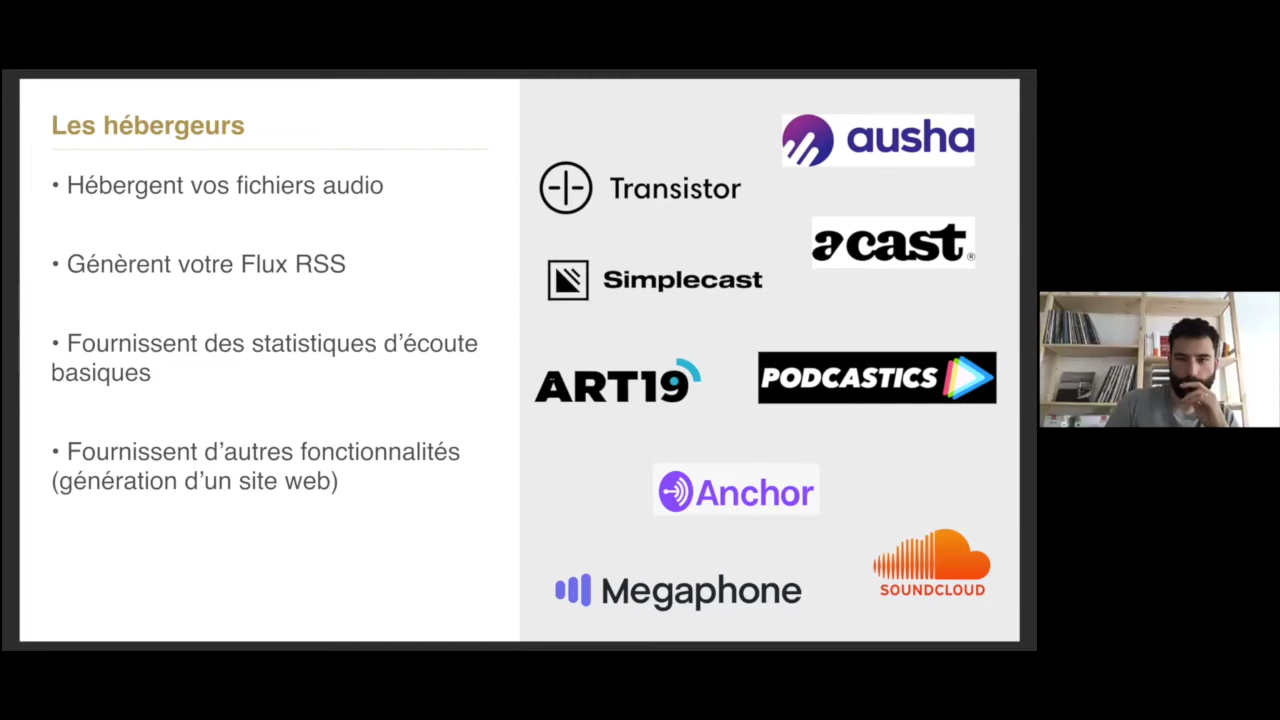 Les hébergeurs
• Hébergent vos fichiers audio
• Génèrent votre Flux RSS
• Fournissent des statistiques d'écoute
basiques
• Fournissent d'autres fonctionnalités
(génération d'un site web)
ausha
Transistor
acast®
Simplecast
ART19
PODCASTICS
Anchor
SOUNDCLOUD
Megaphone